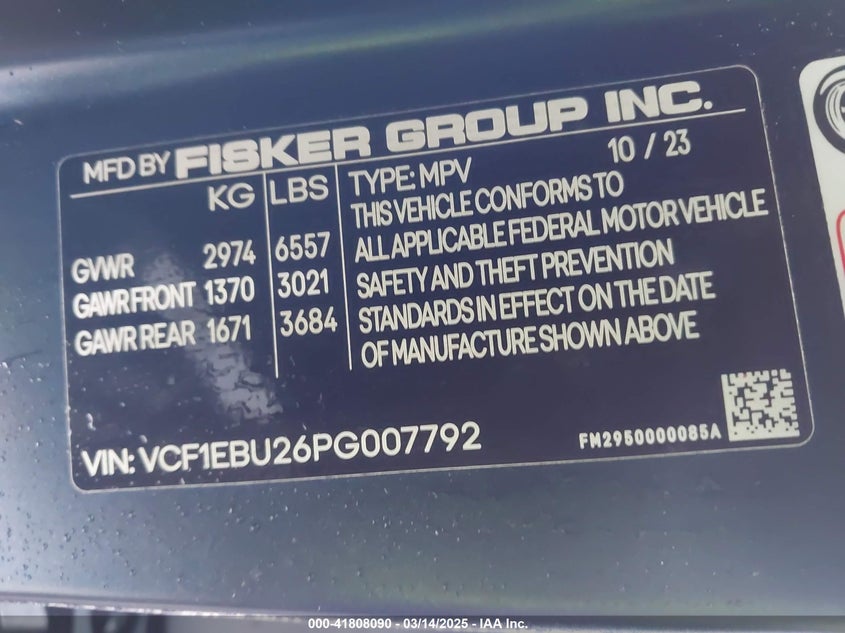 MFD BY FISKER GROUP INC.
KG LBS TYPE: MPV 10 / 23
THIS VEHICLE CONFORMS TO
GVWR 2974 6557 ALL APPLICABLE FEDERAL MOTOR VEHICLE
GAWR FRONT 1370 3021 SAFETY AND THEFT PREVENTION
GAWR REAR 1671 3684 STANDARDS IN EFFECT ON THE DATE
OF MANUFACTURE SHOWN ABOVE
VIN: VCF1EBU26PG007792 FM2950000085A
000-41808090 - 03/14/2025 - IAA Inc.